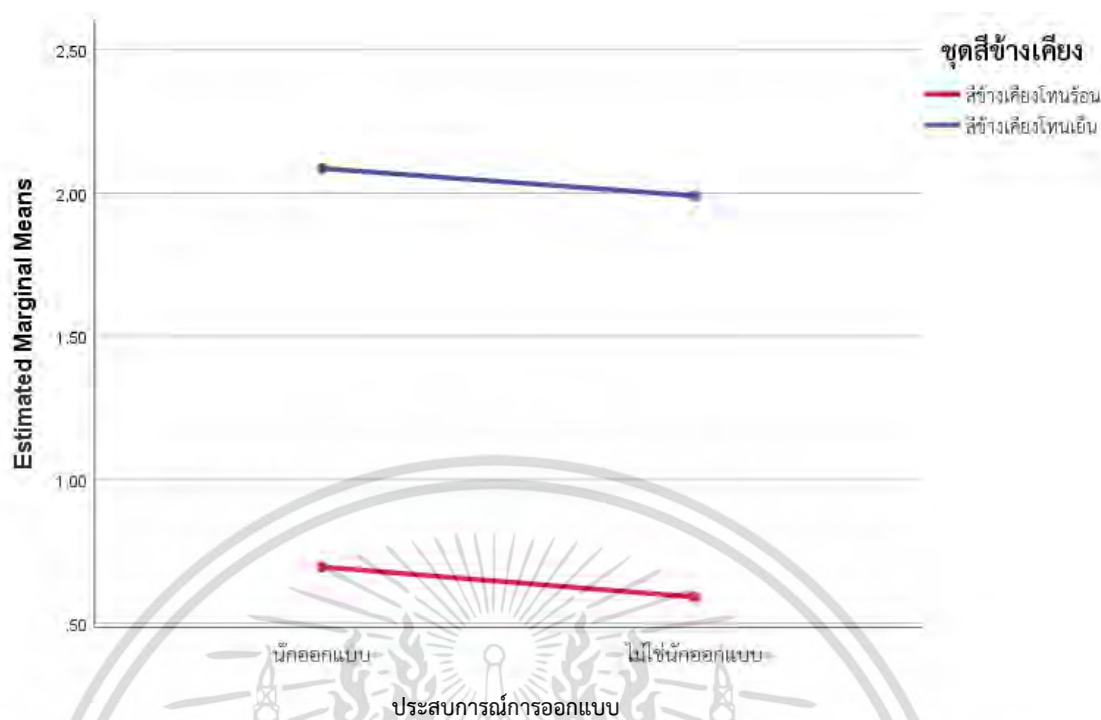 ชุดสีข้างเคียง
สีข้างเคียงโทนร้อน
สีข้างเคียงโทนเย็น
Estimated Marginal Means
2.50
2.00
1.50
1.00
.50
นักออกแบบ
ไม่ใช่นักออกแบบ
ประสบการณ์การออกแบบ